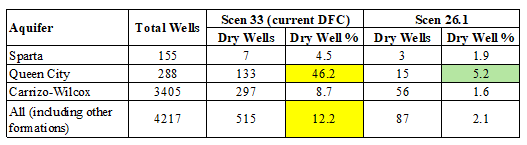 Aquifer Total Wells Scen 33 (current DFC) Scen 26.1
Dry Wells Dry Well % Dry Wells Dry Well %
Sparta 155 7 4.5 3 1.9
Queen City 288 133 46.2 15 5.2
Carrizo-Wilcox 3405 297 8.7 56 1.6
All (including other
formations) 4217 515 12.2 87 2.1